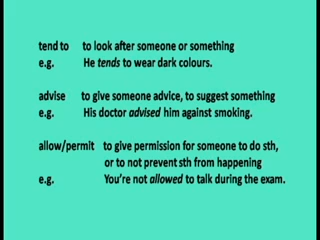 tend to to look after someone or something
e.g. He tends to wear dark colours.
advise to give someone advice, to suggest something
e.g. His doctor advised him against smoking.
allow/permit to give permission for someone to do sth,
or to not prevent sth from happening
e.g. You're not allowed to talk during the exam.